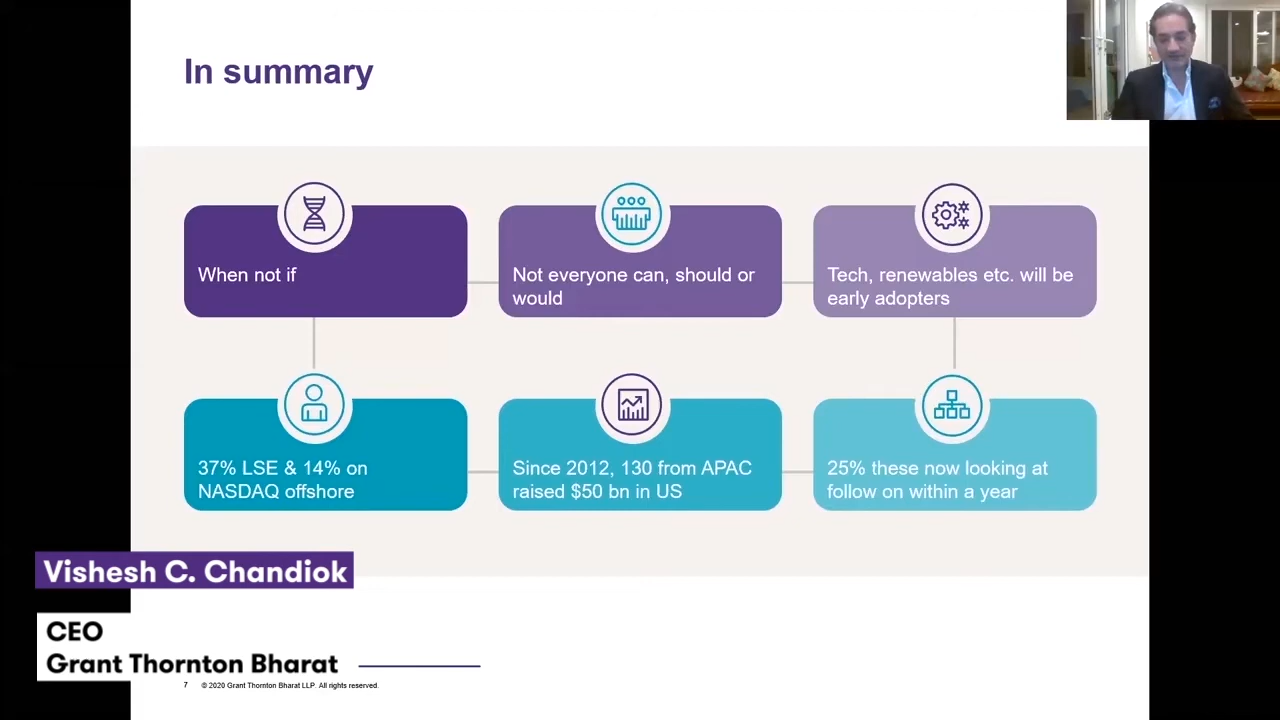 In summary
When not if
Not everyone can, should or
would
Tech, renewables etc. will be
early adopters
37% LSE & 14% on
NASDAQ offshore
Since 2012, 130 from APAC
raised $50 bn in US
25% these now looking at
follow on within a year
Vishesh C. Chandiok
CEO
Grant Thornton Bharat
7 © 2020 Grant Thornton Bharat LLP. All rights reserved.